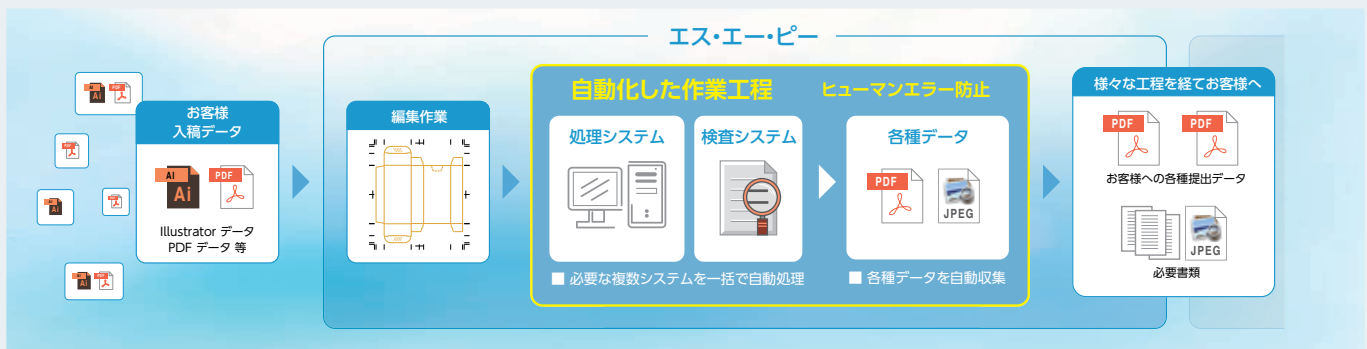 エス・エー・ピー
お客様
入稿データ
AI
Ai
PDF
Illustrator データ
PDF データ 等
編集作業
自動化した作業工程
ヒューマンエラー防止
処理システム
検査システム
■ 必要な複数システムを一括で自動処理
各種データ
PDF
JPEG
■ 各種データを自動収集
様々な工程を経てお客様へ
PDF
PDF
お客様への各種提出データ
JPEG
必要書類